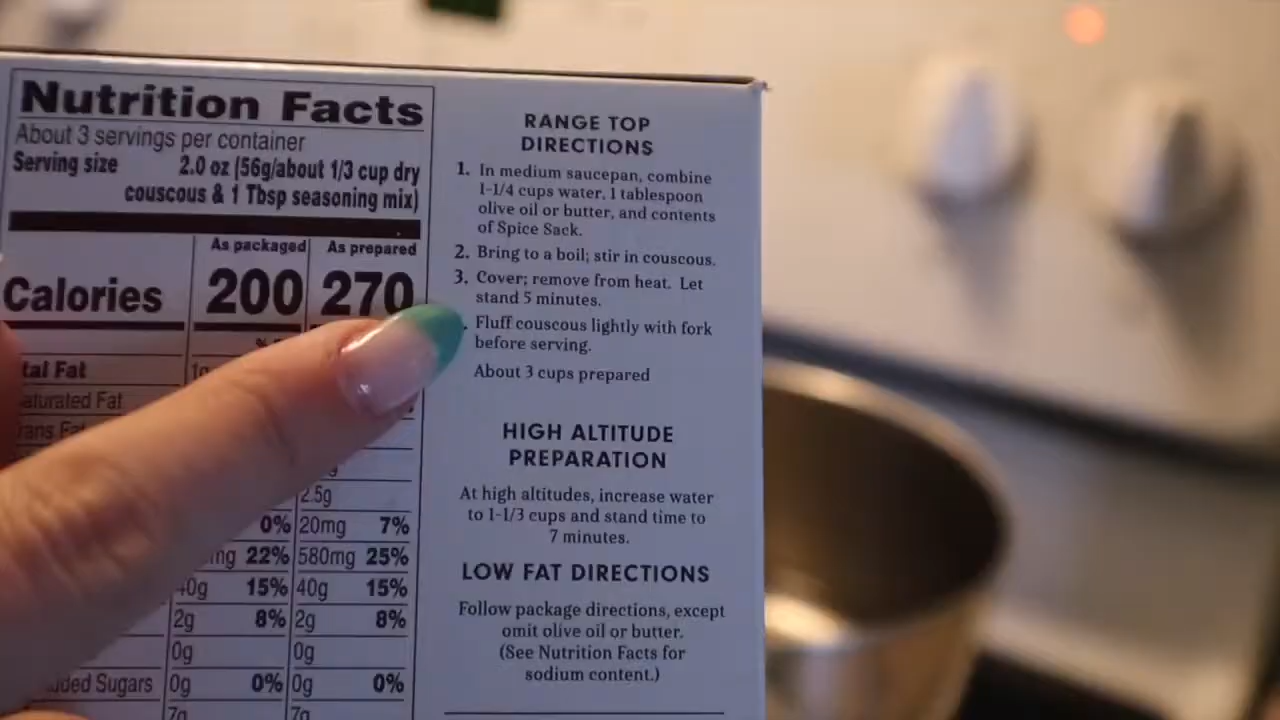 Nutrition Facts
About 3 servings per container
Serving size 2.0 oz (56g/about 1/3 cup dry
couscous & 1 Tbsp seasoning mix)
As packaged As prepared
Calories 200 270
tal Fat
aturated Fat
rans Fat
2.5g
0% 20mg 7%
mg 22% 580mg 25%
40g 15% 40g 15%
2g 8% 2g 8%
0g 0g
Sugars 0g 0% 0g 0%
7g 7g
RANGE TOP
DIRECTIONS
1. In medium saucepan, combine
1-1/4 cups water, 1 tablespoon
olive oil or butter, and contents
of Spice Sack.
2. Bring to a boil; stir in couscous.
3. Cover; remove from heat. Let
stand 5 minutes.
Fluff couscous lightly with fork
before serving.
About 3 cups prepared
HIGH ALTITUDE
PREPARATION
At high altitudes, increase water
to 1-1/3 cups and stand time to
7 minutes.
LOW FAT DIRECTIONS
Follow package directions, except
omit olive oil or butter.
(See Nutrition Facts for
sodium content.)